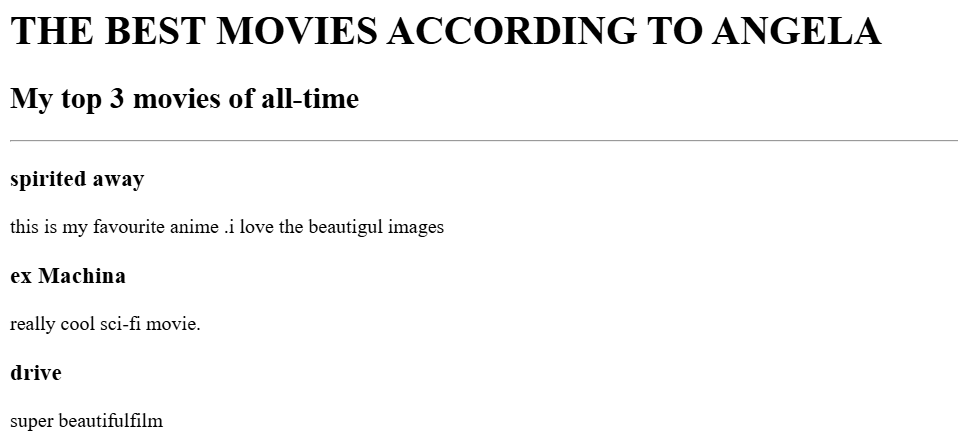 THE BEST MOVIES ACCORDING TO ANGELA
My top 3 movies of all-time
spirited away
this is my favourite anime .i love the beautigul images
ex Machina
really cool sci-fi movie.
drive
super beautifulfilm